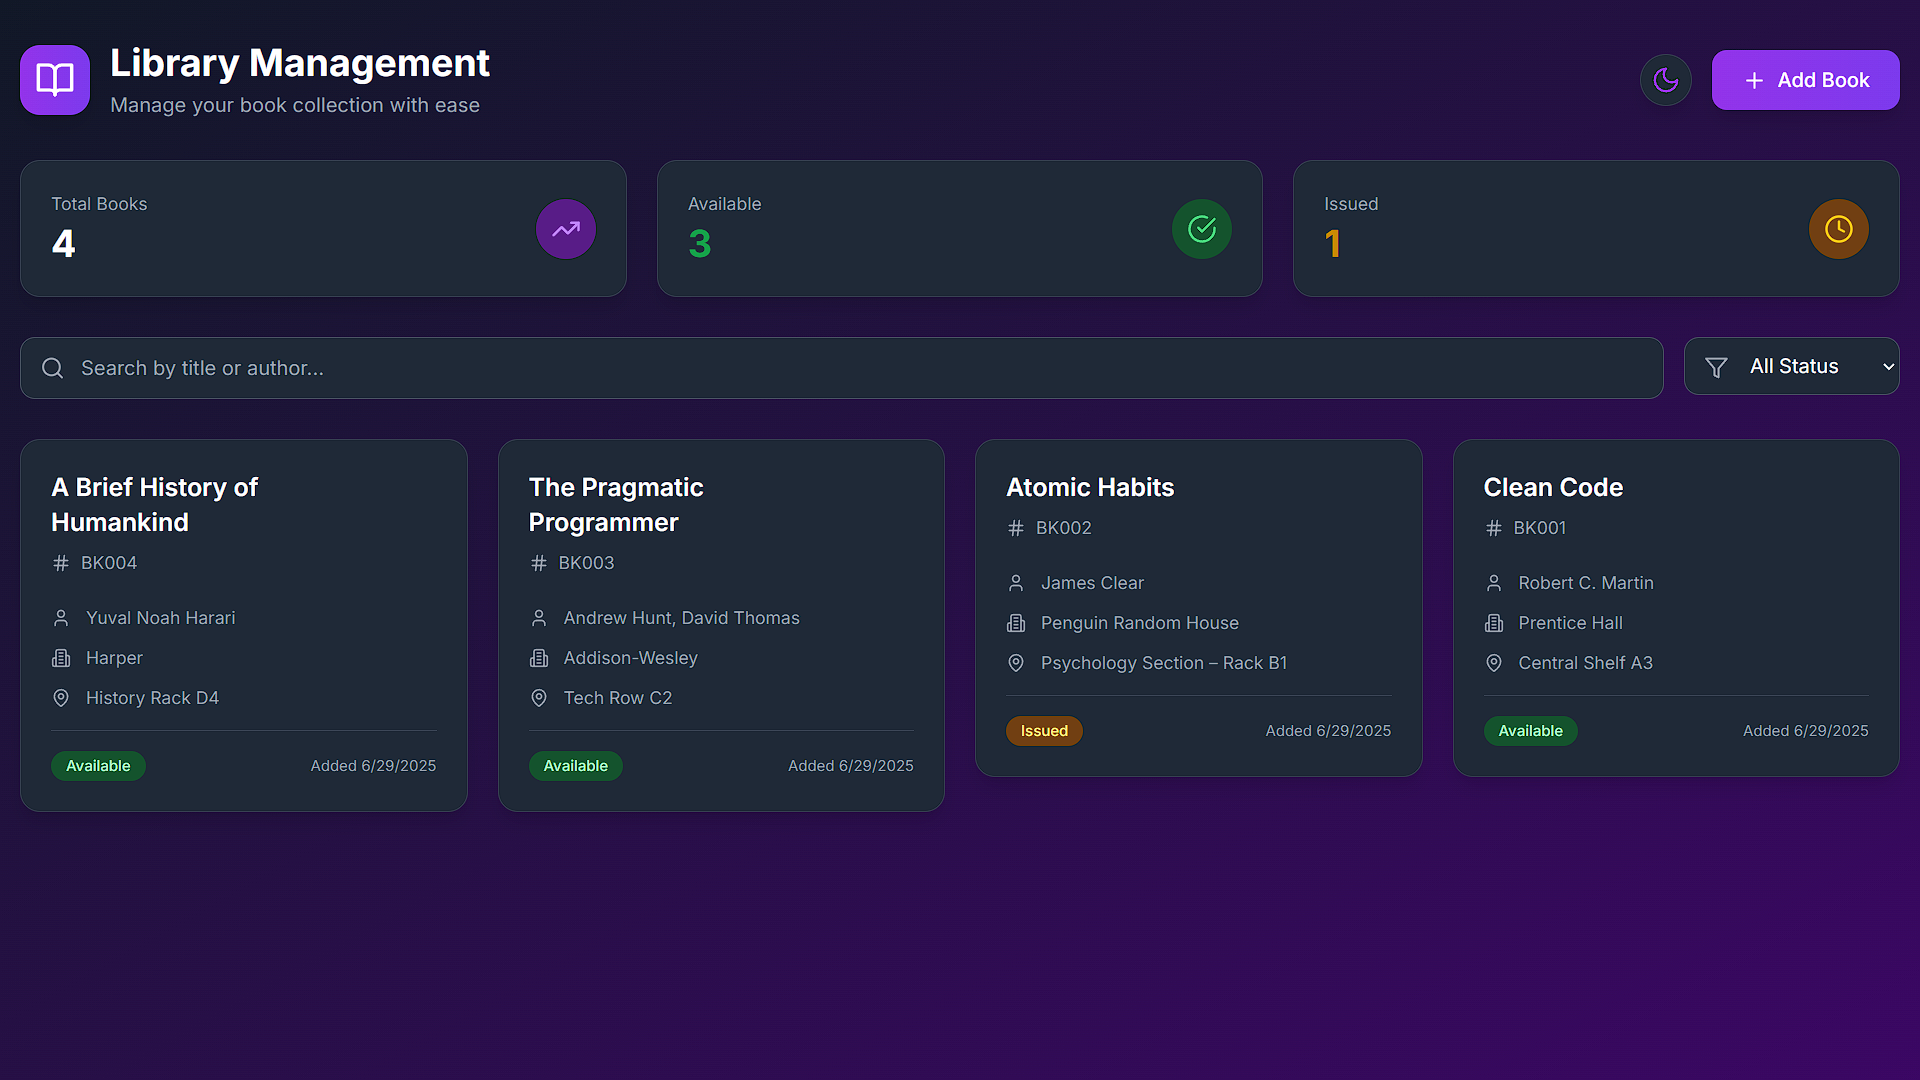 Library Management
Manage your book collection with ease
Add Book
Total Books
4
Available
3
Issued
1
Search by title or author...
All Status
A Brief History of
Humankind
# BK004
Yuval Noah Harari
Harper
History Rack D4
Available
Added 6/29/2025
The Pragmatic
Programmer
# BK003
Andrew Hunt, David Thomas
Addison-Wesley
Tech Row C2
Available
Added 6/29/2025
Atomic Habits
# BK002
James Clear
Penguin Random House
Psychology Section – Rack B1
Issued
Added 6/29/2025
Clean Code
# BK001
Robert C. Martin
Prentice Hall
Central Shelf A3
Available
Added 6/29/2025